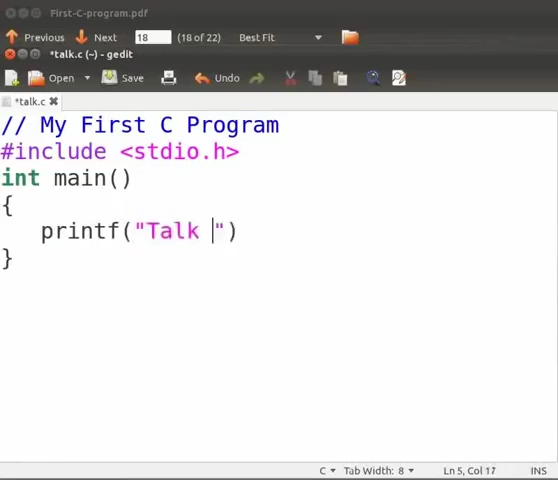 First-C-program.pdf
Previous Next 18 (18 of 22) Best Fit
*talk.c (~) - gedit
Open Save Undo
*talk.c
// My First C Program
#include <stdio.h>
int main()
{
printf("Talk ")
}
C Tab Width: 8 Ln 5, Col 17 INS